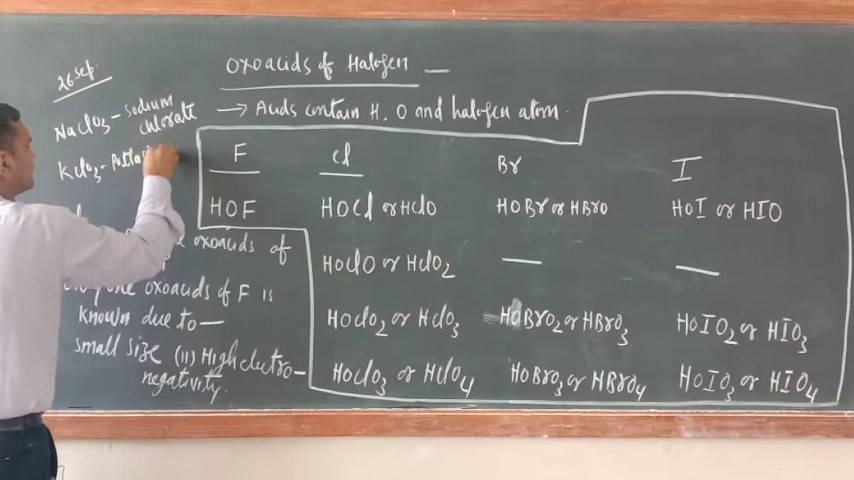 26 Sep.
Oxoacids of Halogen —
NaClO3 - Sodium chlorate
→ Acids contain H, O and halogen atom.
KClO3 -
F Cl Br I
HOF HOCl or HClO HOBr or HBrO HOI or HIO
oxoacids of
HOClO or HClO2 — —
one oxoacids of F is
known due to —
HOClO2 or HClO3 HOBrO2 or HBrO3 HOIO2 or HIO3
small size (ii) High electro-
negativity.
HOClO3 or HClO4 HOBrO3 or HBrO4 HOIO3 or HIO4